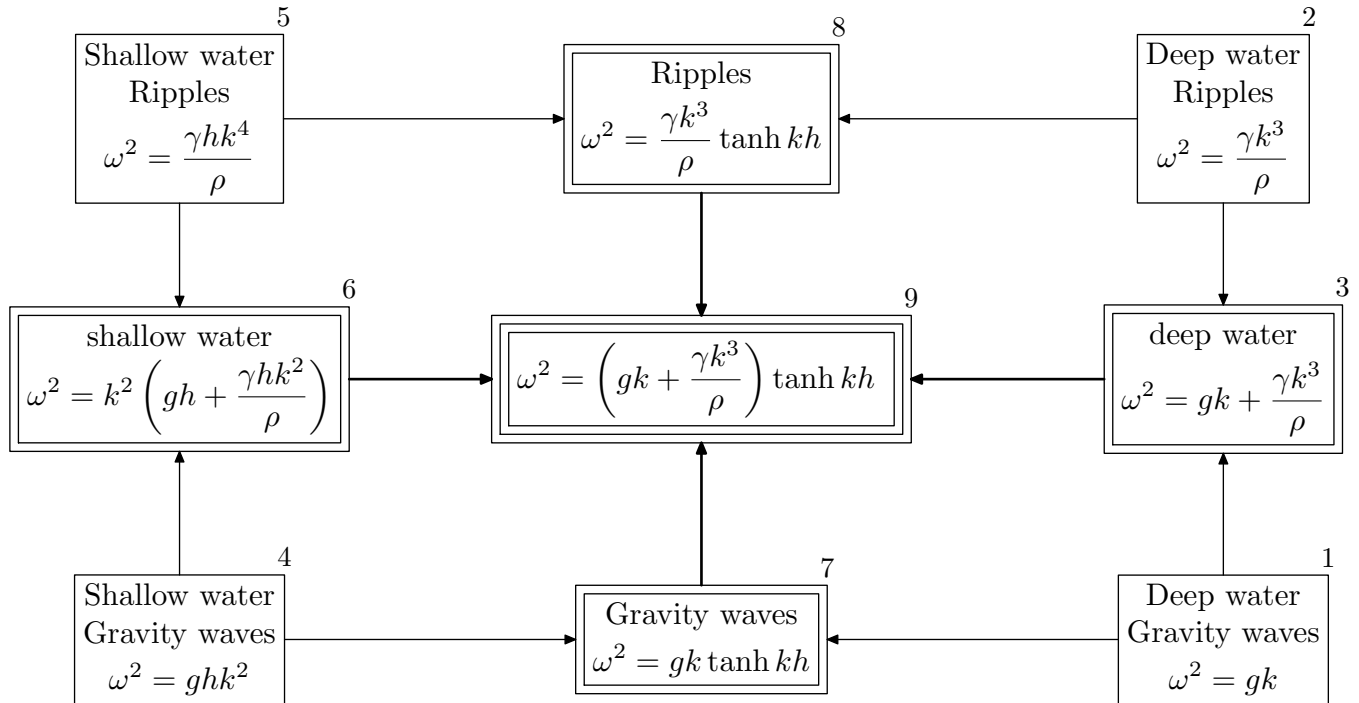 5
Shallow water
Ripples
ω² = γhk⁴/ρ
8
Ripples
ω² = γk³/ρ tanh kh
2
Deep water
Ripples
ω² = γk³/ρ
6
shallow water
ω² = k² (gh + γhk²/ρ)
9
ω² = (gk + γk³/ρ) tanh kh
3
deep water
ω² = gk + γk³/ρ
4
Shallow water
Gravity waves
ω² = ghk²
7
Gravity waves
ω² = gk tanh kh
1
Deep water
Gravity waves
ω² = gk